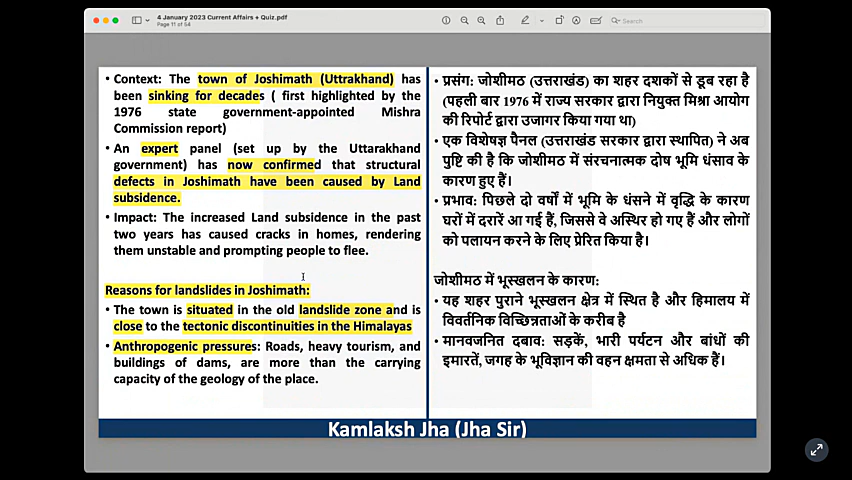 4 January 2023 Current Affairs + Quiz.pdf
Page 11 of 54
Search
• Context: The town of Joshimath (Uttrakhand) has
been sinking for decades ( first highlighted by the
1976 state government-appointed Mishra
Commission report)
• An expert panel (set up by the Uttarakhand
government) has now confirmed that structural
defects in Joshimath have been caused by Land
subsidence.
• Impact: The increased Land subsidence in the past
two years has caused cracks in homes, rendering
them unstable and prompting people to flee.
Reasons for landslides in Joshimath:
• The town is situated in the old landslide zone and is
close to the tectonic discontinuities in the Himalayas
• Anthropogenic pressures: Roads, heavy tourism, and
buildings of dams, are more than the carrying
capacity of the geology of the place.
• प्रसंग: जोशीमठ (उत्तराखंड) का शहर दशकों से डूब रहा है
(पहली बार 1976 में राज्य सरकार द्वारा नियुक्त मिश्रा आयोग
की रिपोर्ट द्वारा उजागर किया गया था)
• एक विशेषज्ञ पैनल (उत्तराखंड सरकार द्वारा स्थापित) ने अब
पुष्टि की है कि जोशीमठ में संरचनात्मक दोष भूमि धंसाव के
कारण हुए हैं।
• प्रभाव: पिछले दो वर्षों में भूमि के धंसने में वृद्धि के कारण
घरों में दरारें आ गई हैं, जिससे वे अस्थिर हो गए हैं और लोगों
को पलायन करने के लिए प्रेरित किया है।
जोशीमठ में भूस्खलन के कारण:
• यह शहर पुराने भूस्खलन क्षेत्र में स्थित है और हिमालय में
विवर्तनिक विच्छिन्नताओं के करीब है
• मानवजनित दबाव: सड़कें, भारी पर्यटन और बांधों की
इमारतें, जगह के भूविज्ञान की वहन क्षमता से अधिक हैं।
Kamlaksh Jha (Jha Sir)